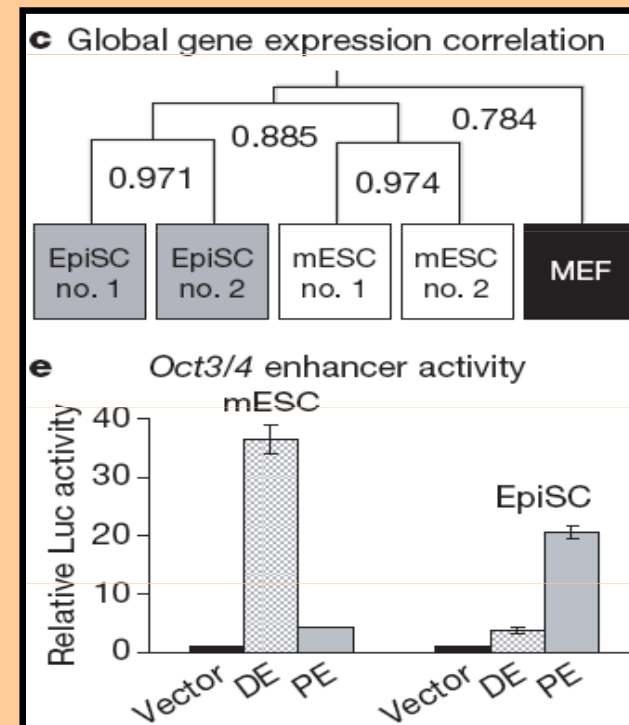 c Global gene expression correlation
0.784
0.885
0.971
0.974
EpiSC no. 1
EpiSC no. 2
mESC no. 1
mESC no. 2
MEF
e Oct3/4 enhancer activity
mESC
EpiSC
Relative Luc activity
40
30
20
10
0
Vector DE PE Vector DE PE